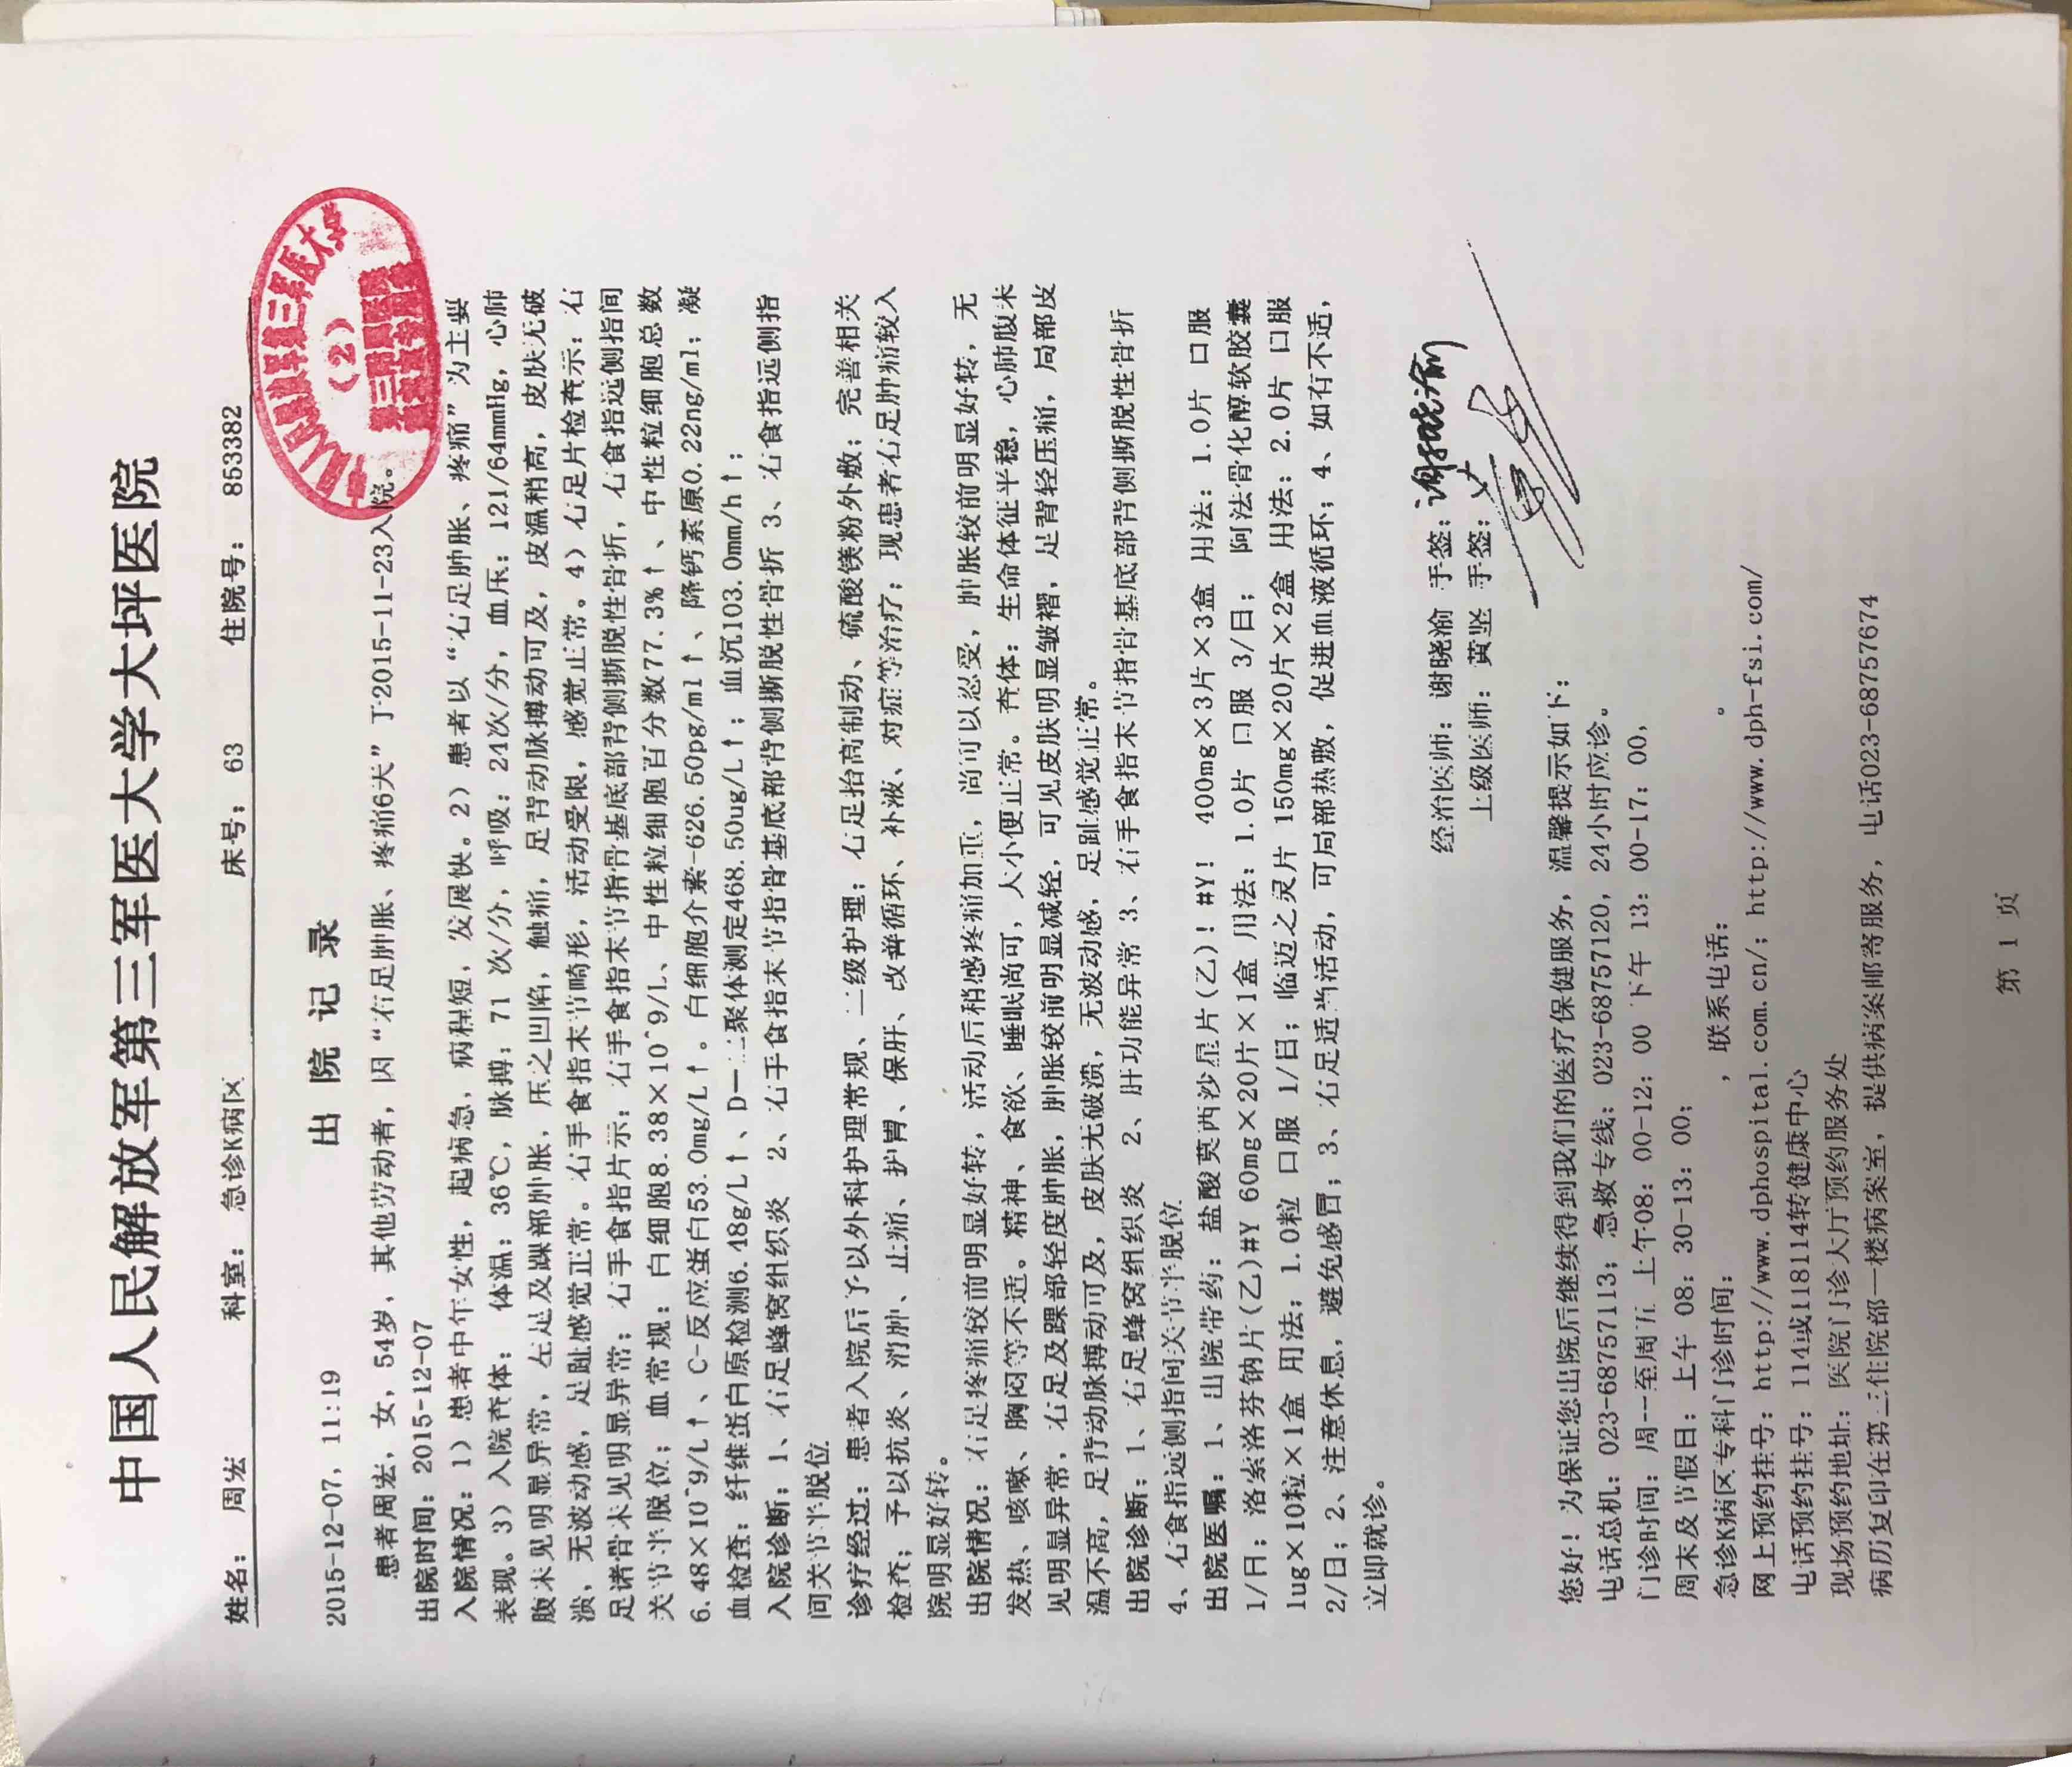 中国人民解放军第三军医大学大坪医院
姓名： 周宏 科室： 急诊K病区 床号： 63 住院号： 853382
中国人民解放军第三军医大学
（2）
第三附属医院
2015-12-07, 11:19 出院记录
患者周宏，女，54岁，其他劳动者，因“右足肿胀、疼痛6天”于2015-11-23入院。
出院时间：2015-12-07
入院情况：1）患者中年女性，起病急，病程短，发展快。2）患者以“右足肿胀、疼痛”为主要
表现。3）入院查体： 体温：36℃，脉搏：71 次/分，呼吸：24次/分，血压：121/64mmHg，心肺
腹未见明显异常，左足及踝部肿胀，压之凹陷，触痛，足背动脉搏动可及，皮温稍高，皮肤无破
溃，无波动感，足趾感觉正常。右手食指末节畸形，活动受限，感觉正常。4）右足片检查示：右
足诸骨未见明显异常；右手食指片示：右手食指末节指骨基底部背侧撕脱性骨折，右食指远侧指间
关节半脱位；血常规：白细胞8.38×10^9/L、中性粒细胞百分数77.3%↑、中性粒细胞总数
6.48×10^9/L↑、C-反应蛋白53.0mg/L↑。白细胞介素-626.50pg/ml↑、降钙素原0.22ng/ml；凝
血检查：纤维蛋白原检测6.48g/L↑、D一二聚体测定468.50ug/L↑；血沉103.0mm/h↑；
入院诊断：1、右足蜂窝组织炎 2、右手食指末节指骨基底部背侧撕脱性骨折 3、右食指远侧指
间关节半脱位
诊疗经过：患者入院后予以外科护理常规、二级护理；右足抬高制动、硫酸镁粉外敷；完善相关
检查；予以抗炎、消肿、止痛、护胃、保肝、改善循环、补液、对症等治疗；现患者右足肿痛较入
院明显好转。
出院情况：右足疼痛较前明显好转，活动后稍感疼痛加重，尚可以忍受，肿胀较前明显好转，无
发热、咳嗽、胸闷等不适。精神、食欲、睡眠尚可，大小便正常。查体：生命体征平稳，心肺腹未
见明显异常，右足及踝部轻度肿胀，肿胀较前明显减轻，可见皮肤明显皱褶，足背轻压痛，局部皮
温不高，足背动脉搏动可及，皮肤无破溃，无波动感，足趾感觉正常。
出院诊断：1、右足蜂窝组织炎 2、肝功能异常 3、右手食指末节指骨基底部背侧撕脱性骨折
4、右食指远侧指间关节半脱位
出院医嘱：1、出院带药：盐酸莫西沙星片(乙)！#Y！ 400mg×3片×3盒 用法：1.0片 口服
1/日；洛索洛芬钠片(乙)#Y 60mg×20片×1盒 用法：1.0片 口服 3/日； 阿法骨化醇软胶囊
1ug×10粒×1盒 用法：1.0粒 口服 1/日；临迈之灵片 150mg×20片×2盒 用法：2.0片 口服
2/日；2、注意休息，避免感冒；3、右足适当活动，可局部热敷，促进血液循环；4、如有不适，
立即就诊。
经治医师：谢晓渝 手签：谢晓渝
上级医师：黄坚 手签：黄坚
您好！为保证您出院后继续得到我们的医疗保健服务，温馨提示如下：
电话总机：023-68757113；急救专线：023-68757120，24小时应诊。
门诊时间：周一至周五 上午08：00-12：00 下午 13：00-17：00，
周末及节假日：上午 08：30-13：00；
急诊K病区专科门诊时间： ，联系电话： 。
网上预约挂号：http://www.dphospital.com.cn/；http://www.dph-fsi.com/
电话预约挂号：114或118114转健康中心
现场预约地址：医院门诊大厅预约服务处
病历复印在第三住院部一楼病案室，提供病案邮寄服务，电话023-68757674
第 1 页